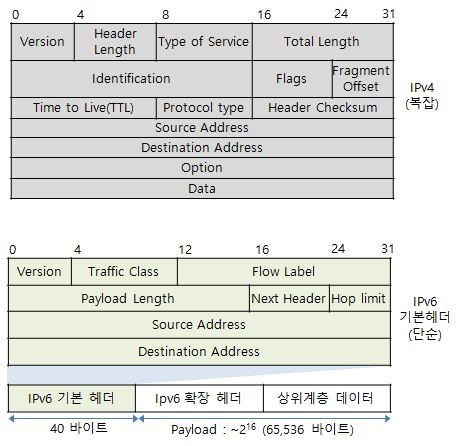 0 4 8 16 24 31
Version Header Length Type of Service Total Length
Identification Flags Fragment Offset
Time to Live(TTL) Protocol type Header Checksum
Source Address
Destination Address
Option
Data
IPv4
(복잡)
0 4 12 16 24 31
Version Traffic Class Flow Label
Payload Length Next Header Hop limit
Source Address
Destination Address
IPv6
기본헤더
(단순)
IPv6 기본 헤더 Ipv6 확장 헤더 상위계층 데이터
40 바이트 Payload : ~2¹⁶ (65,536 바이트)